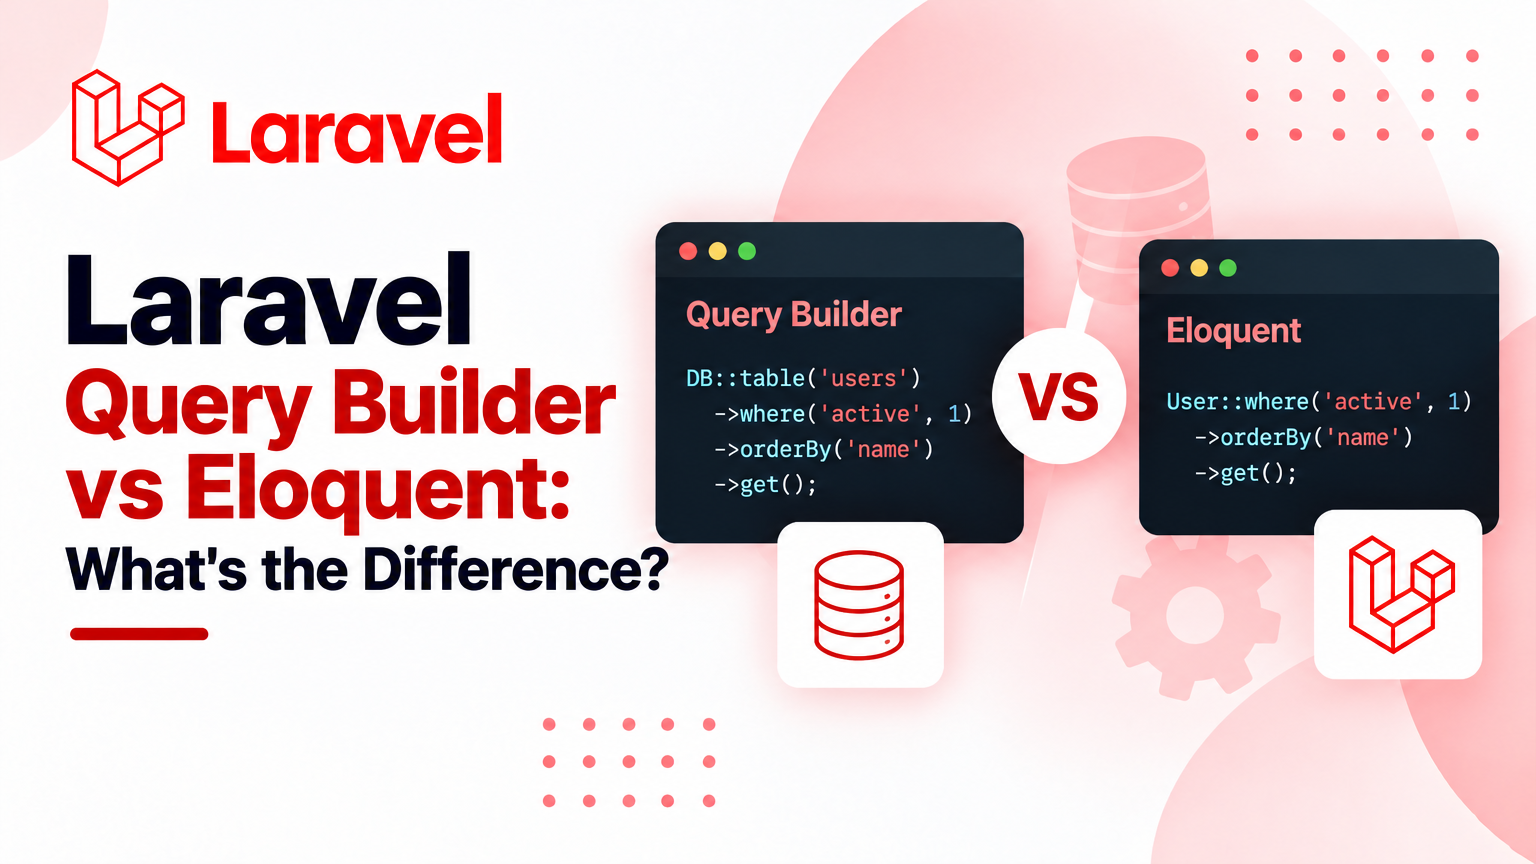 Laravel
Laravel
Query Builder
vs Eloquent:
What's the Difference?
Query Builder
DB::table('users')
->where('active', 1)
->orderBy('name')
->get();
VS
Eloquent
User::where('active', 1)
->orderBy('name')
->get();